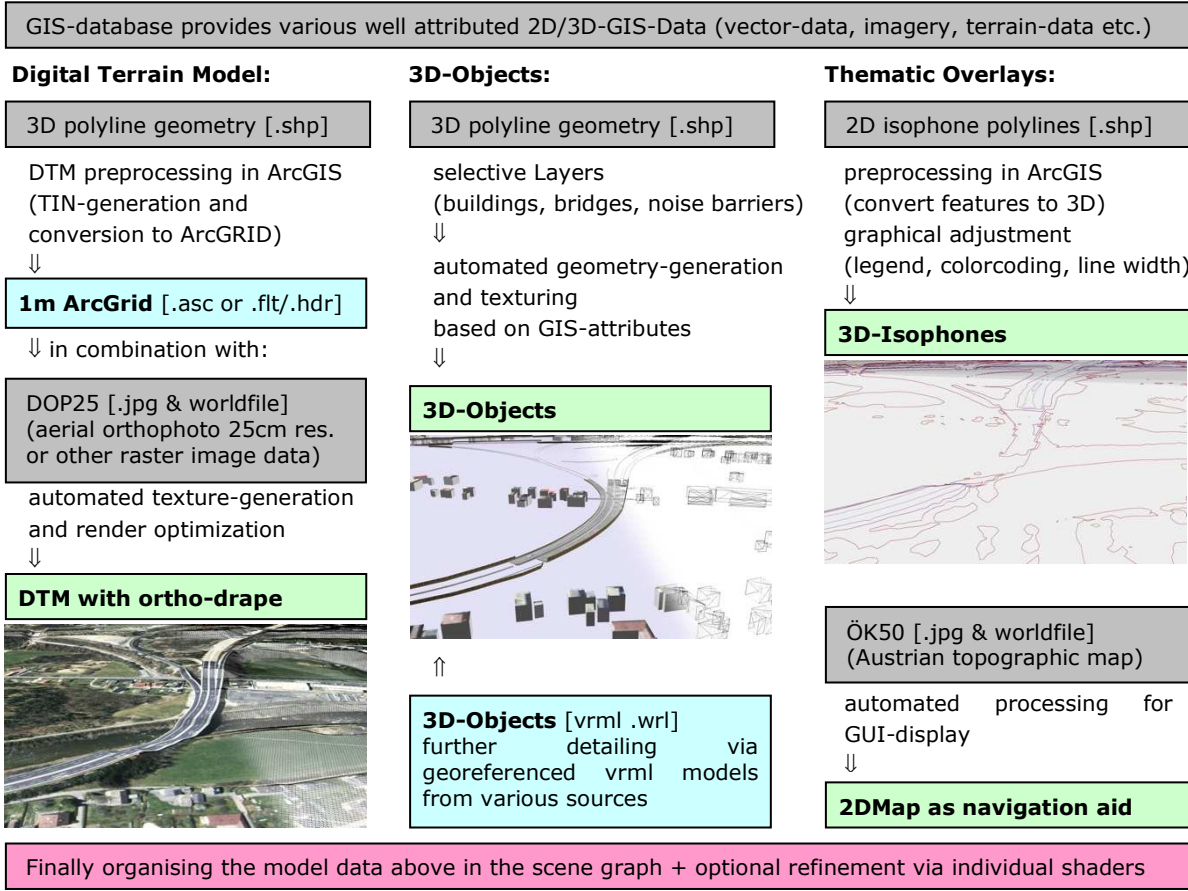 GIS-database provides various well attributed 2D/3D-GIS-Data (vector-data, imagery, terrain-data etc.)
Digital Terrain Model:
3D polyline geometry [.shp]
DTM preprocessing in ArcGIS
(TIN-generation and
conversion to ArcGRID)
⇓
1m ArcGrid [.asc or .flt/.hdr]
⇓ in combination with:
DOP25 [.jpg & worldfile]
(aerial orthophoto 25cm res.
or other raster image data)
automated texture-generation
and render optimization
⇓
DTM with ortho-drape
3D-Objects:
3D polyline geometry [.shp]
selective Layers
(buildings, bridges, noise barriers)
⇓
automated geometry-generation
and texturing
based on GIS-attributes
⇓
3D-Objects
⇑
3D-Objects [vrml .wrl]
further detailing via
georeferenced vrml models
from various sources
Thematic Overlays:
2D isophone polylines [.shp]
preprocessing in ArcGIS
(convert features to 3D)
graphical adjustment
(legend, colorcoding, line width)
⇓
3D-Isophones
ÖK50 [.jpg & worldfile]
(Austrian topographic map)
automated processing for
GUI-display
⇓
2DMap as navigation aid
Finally organising the model data above in the scene graph + optional refinement via individual shaders